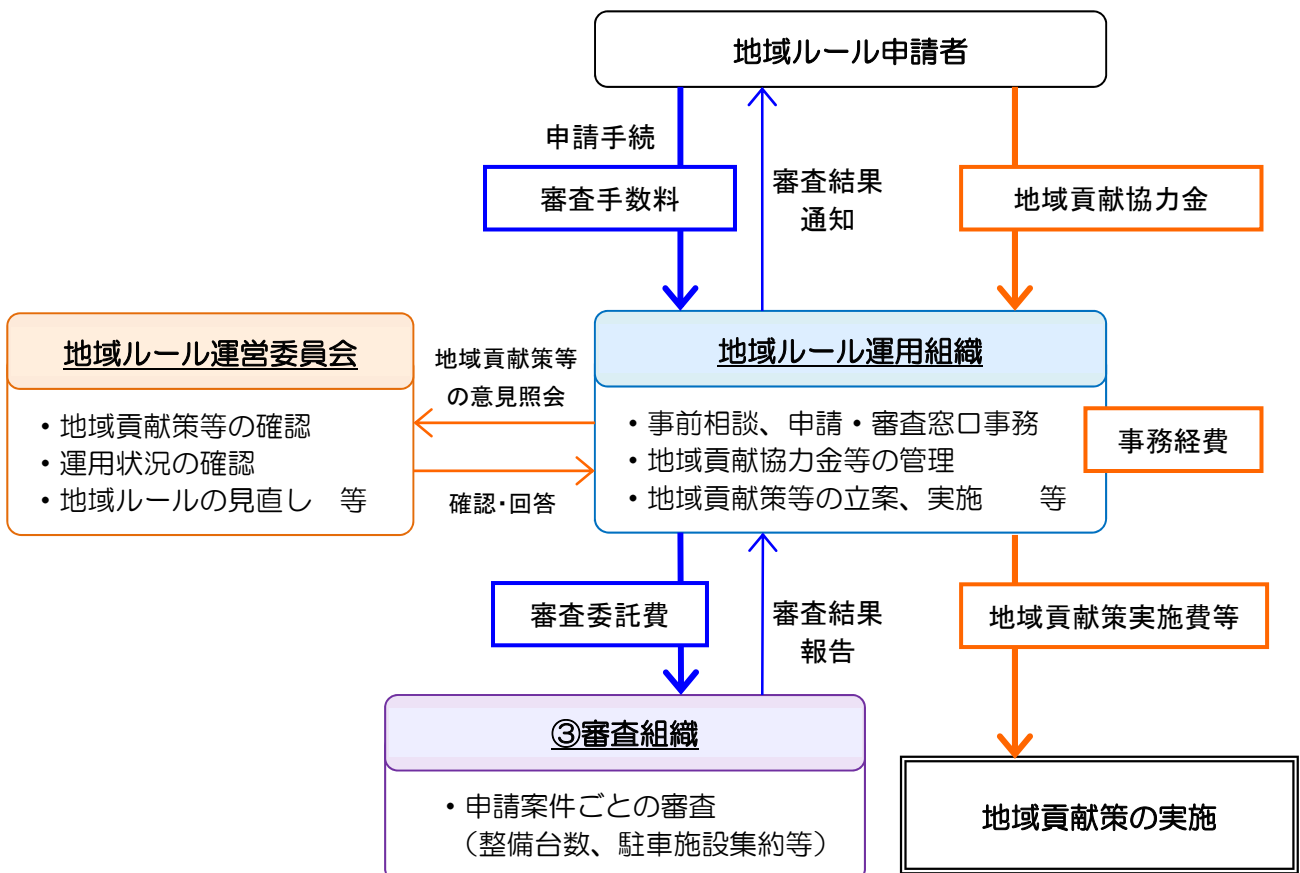 地域ルール申請者
申請手続
審査手数料
審査結果
通知
地域貢献協力金
地域ルール運営委員会
・地域貢献策等の確認
・運用状況の確認
・地域ルールの見直し　等
地域貢献策等
の意見照会
確認・回答
地域ルール運用組織
・事前相談、申請・審査窓口事務
・地域貢献協力金等の管理
・地域貢献策等の立案、実施　　等
事務経費
審査委託費
審査結果
報告
地域貢献策実施費等
③審査組織
・申請案件ごとの審査
（整備台数、駐車施設集約等）
地域貢献策の実施